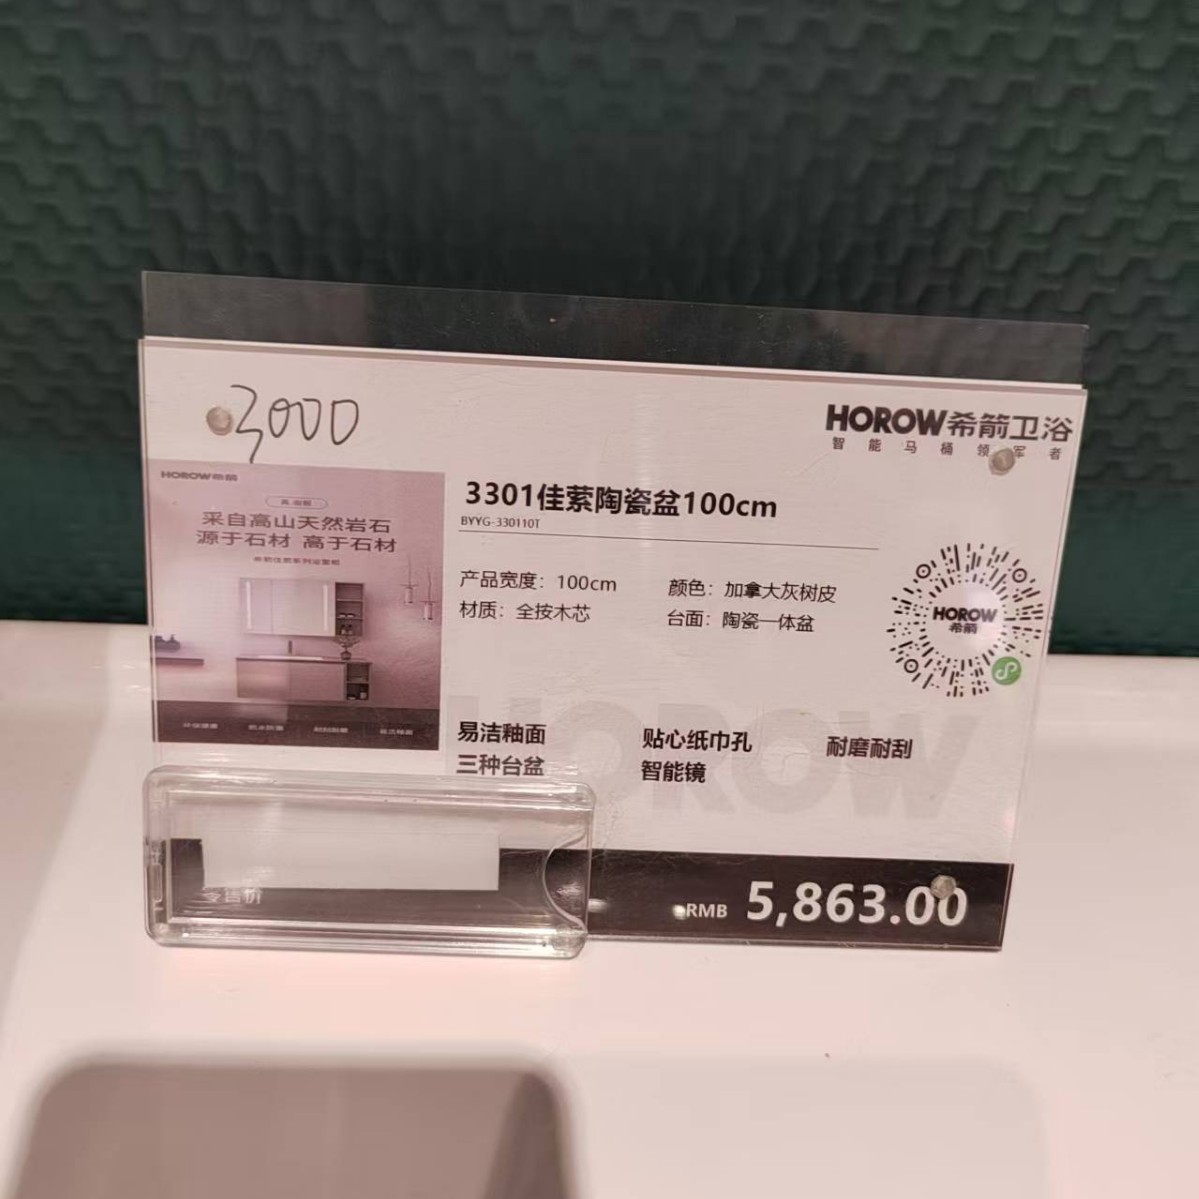 3000
HOROW希箭卫浴
智能马桶领军者
HOROW希箭
采自高山天然岩石
源于石材 高于石材
3301佳萦陶瓷盆100cm
BYYG-330110T
产品宽度：100cm
颜色：加拿大灰树皮
材质：全桉木芯
台面：陶瓷一体盆
HOROW
希箭
易洁釉面
贴心纸巾孔
耐磨耐刮
三种台盆
智能镜
HOROW
零售价
RMB 5,863.00